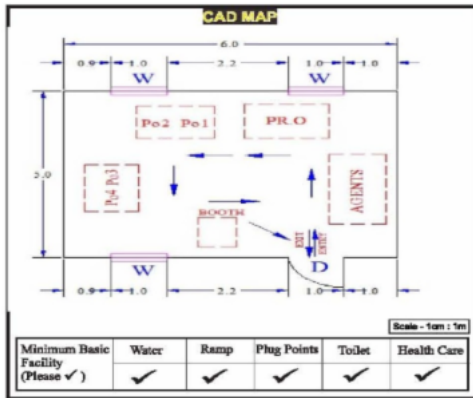 CAD MAP
6.0
0.9 1.0 2.2 1.0 1.0
W W
Po2 Po1 PR.O
Po4 Po3
AGENTS
BOOTH
EXIT
ENTRY
W D
0.9 1.0 2.2 1.0 1.0
Scale - 1cm : 1m
Minimum Basic Facility (Please ✓) Water Ramp Plug Points Toilet Health Care
✓ ✓ ✓ ✓ ✓